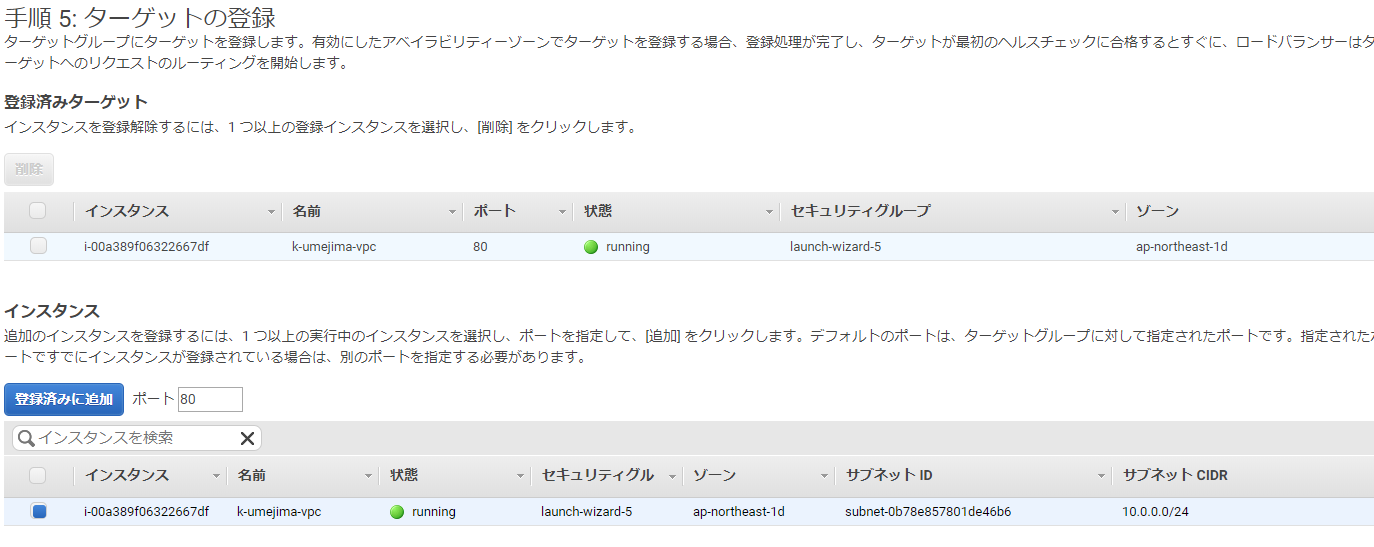 手順 5: ターゲットの登録
ターゲットグループにターゲットを登録します。有効にしたアベイラビリティーゾーンでターゲットを登録する場合、登録処理が完了し、ターゲットが最初のヘルスチェックに合格するとすぐに、ロードバランサーはタ
ーゲットへのリクエストのルーティングを開始します。
登録済みターゲット
インスタンスを登録解除するには、1 つ以上の登録インスタンスを選択し、[削除] をクリックします。
削除
インスタンス 名前 ポート 状態 セキュリティグループ ゾーン
i-00a389f06322667df k-umejima-vpc 80 running launch-wizard-5 ap-northeast-1d
インスタンス
追加のインスタンスを登録するには、1 つ以上の実行中のインスタンスを選択し、ポートを指定して、[追加] をクリックします。デフォルトのポートは、ターゲットグループに対して指定されたポートです。指定された
ートですでにインスタンスが登録されている場合は、別のポートを指定する必要があります。
登録済みに追加 ポート 80
インスタンスを検索
インスタンス 名前 状態 セキュリティグル ゾーン サブネット ID サブネット CIDR
i-00a389f06322667df k-umejima-vpc running launch-wizard-5 ap-northeast-1d subnet-0b78e857801de46b6 10.0.0.0/24